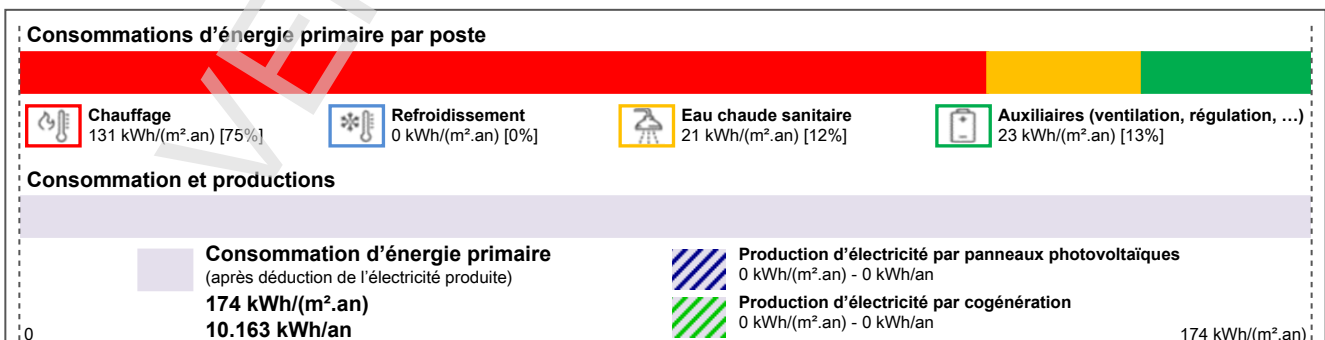 Consommations d'énergie primaire par poste
Chauffage
131 kWh/(m².an) [75%]
Refroidissement
0 kWh/(m².an) [0%]
Eau chaude sanitaire
21 kWh/(m².an) [12%]
Auxiliaires (ventilation, régulation, …)
23 kWh/(m².an) [13%]
Consommation et productions
Consommation d'énergie primaire
(après déduction de l'électricité produite)
174 kWh/(m².an)
10.163 kWh/an
Production d'électricité par panneaux photovoltaïques
0 kWh/(m².an) - 0 kWh/an
Production d'électricité par cogénération
0 kWh/(m².an) - 0 kWh/an
0
174 kWh/(m².an)